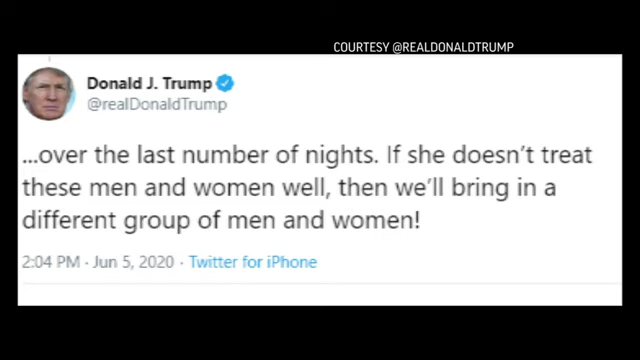 COURTESY @REALDONALDTRUMP
Donald J. Trump
@realDonaldTrump
...over the last number of nights. If she doesn't treat
these men and women well, then we'll bring in a
different group of men and women!
2:04 PM · Jun 5, 2020 · Twitter for iPhone